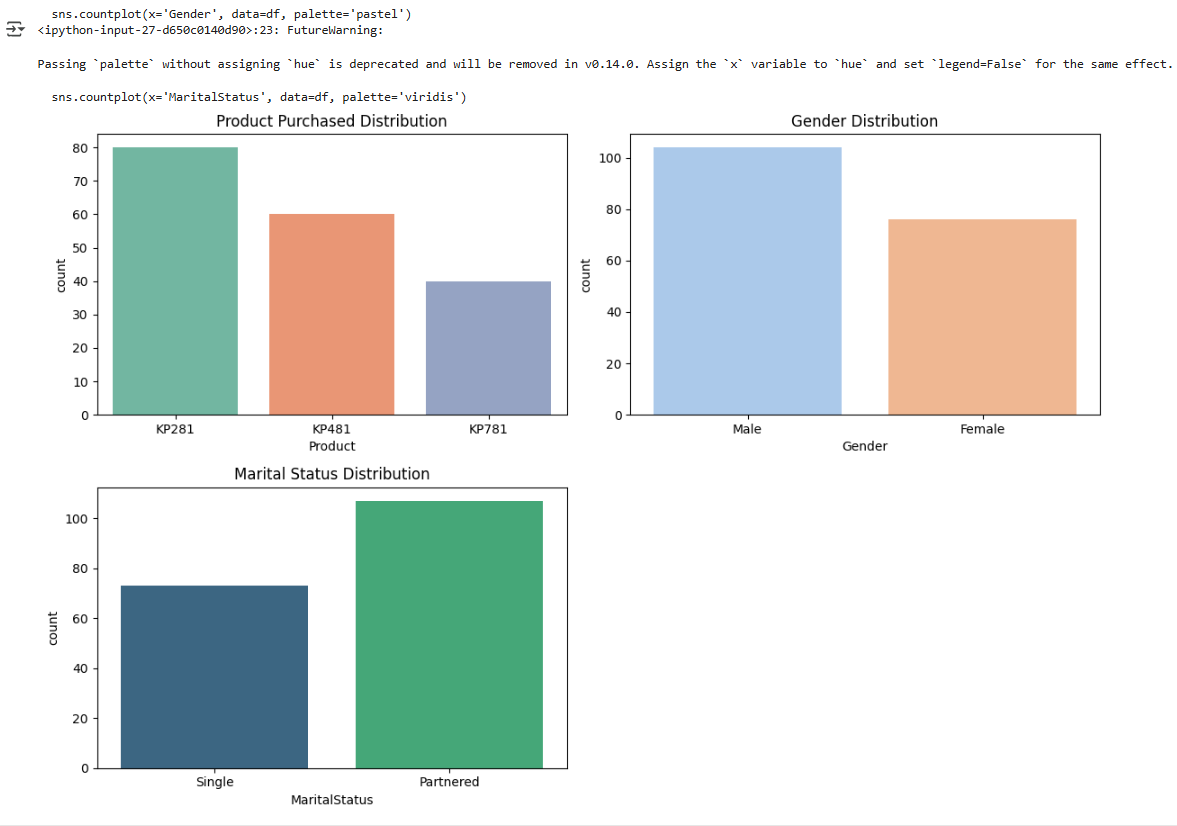 sns.countplot(x='Gender', data=df, palette='pastel')
<ipython-input-27-d650c0140d90>:23: FutureWarning:
Passing `palette` without assigning `hue` is deprecated and will be removed in v0.14.0. Assign the `x` variable to `hue` and set `legend=False` for the same effect.
sns.countplot(x='MaritalStatus', data=df, palette='viridis')
Product Purchased Distribution
80
70
60
50
40
30
20
10
0
count
KP281 KP481 KP781
Product
Gender Distribution
100
80
60
40
20
0
count
Male Female
Gender
Marital Status Distribution
100
80
60
40
20
0
count
Single Partnered
MaritalStatus